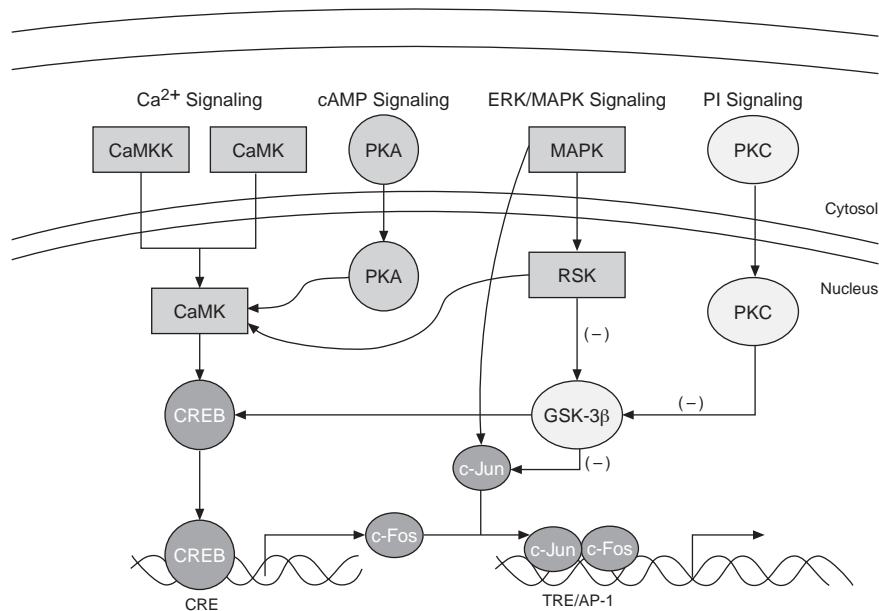 Ca2+ Signaling
cAMP Signaling
ERK/MAPK Signaling
PI Signaling
CaMKK
CaMK
PKA
MAPK
PKC
Cytosol
Nucleus
PKA
RSK
PKC
CaMK
(–)
(–)
CREB
GSK-3β
(–)
c-Jun
CREB
c-Fos
c-Jun
c-Fos
CRE
TRE/AP-1